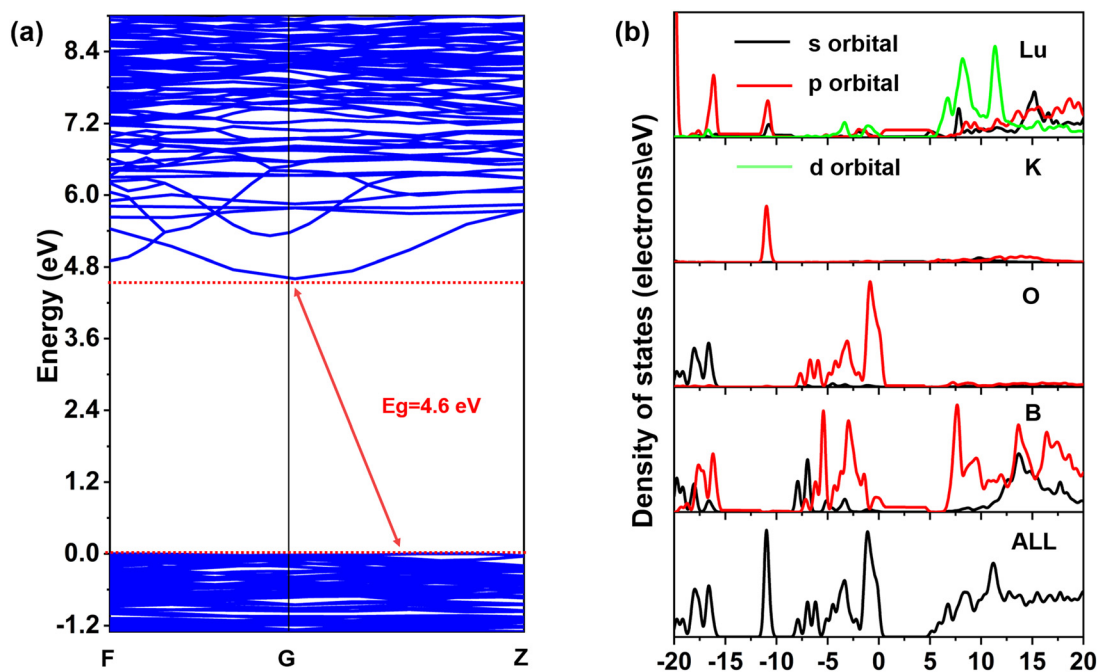 (a)
Energy (eV)
8.4
7.2
6.0
4.8
3.6
2.4
1.2
0.0
-1.2
Eg=4.6 eV
F G Z
(b)
Density of states (electrons\eV)
s orbital
p orbital
d orbital
Lu
K
O
B
ALL
-20 -15 -10 -5 0 5 10 15 20